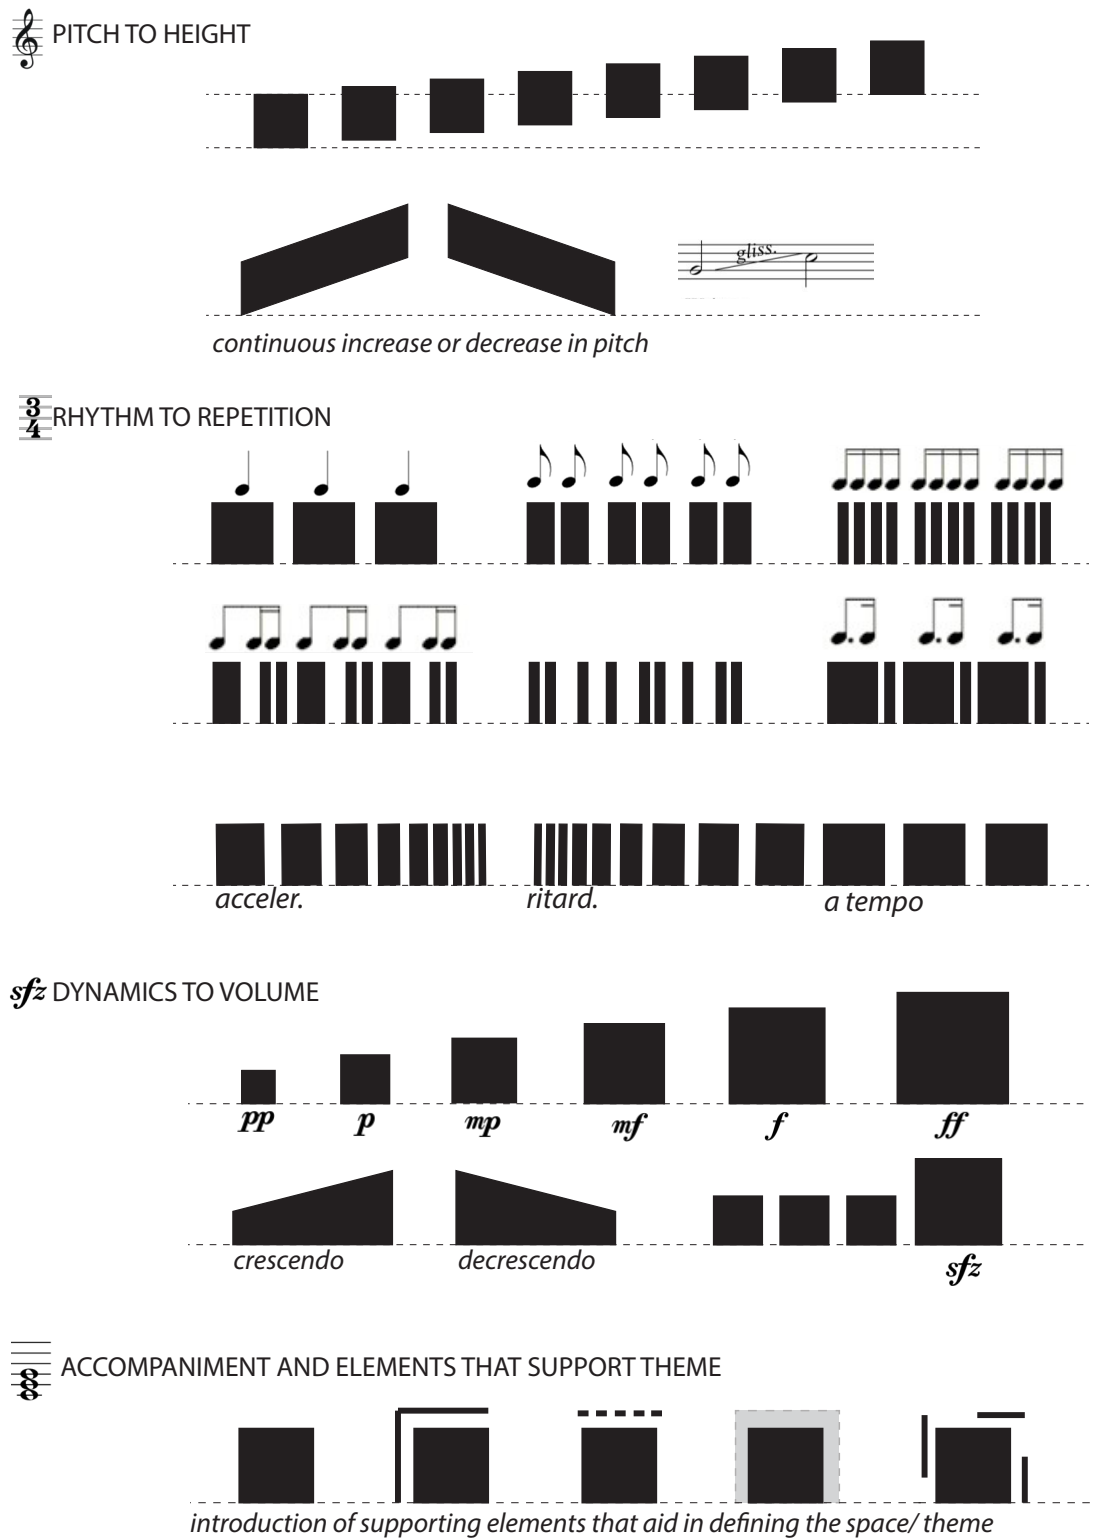 PITCH TO HEIGHT
gliss.
continuous increase or decrease in pitch
3
4
RHYTHM TO REPETITION
acceler.
ritard.
a tempo
sfz DYNAMICS TO VOLUME
pp p mp mf f ff
crescendo
decrescendo
sfz
ACCOMPANIMENT AND ELEMENTS THAT SUPPORT THEME
introduction of supporting elements that aid in defining the space/ theme